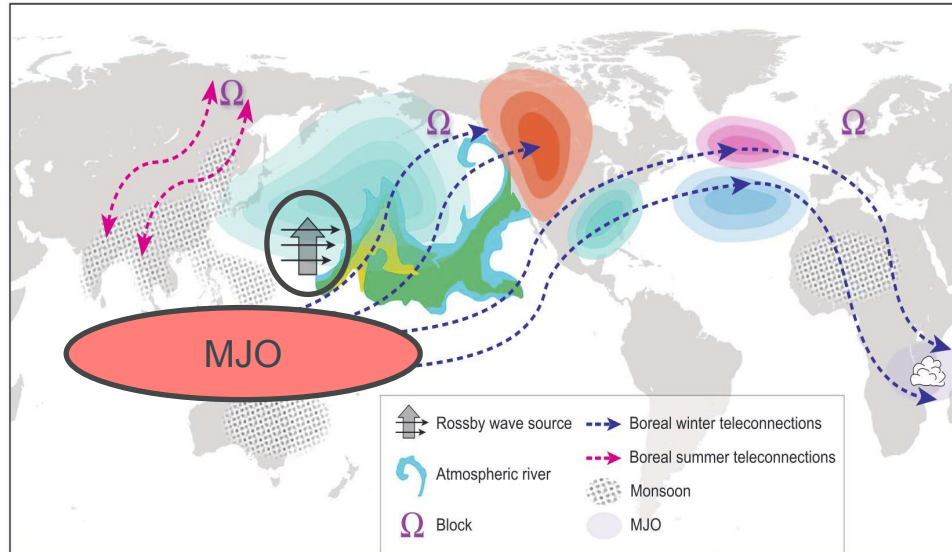 Ω
Ω
Ω
MJO
Rossby wave source
Boreal winter teleconnections
Boreal summer teleconnections
Atmospheric river
Monsoon
Ω Block
MJO